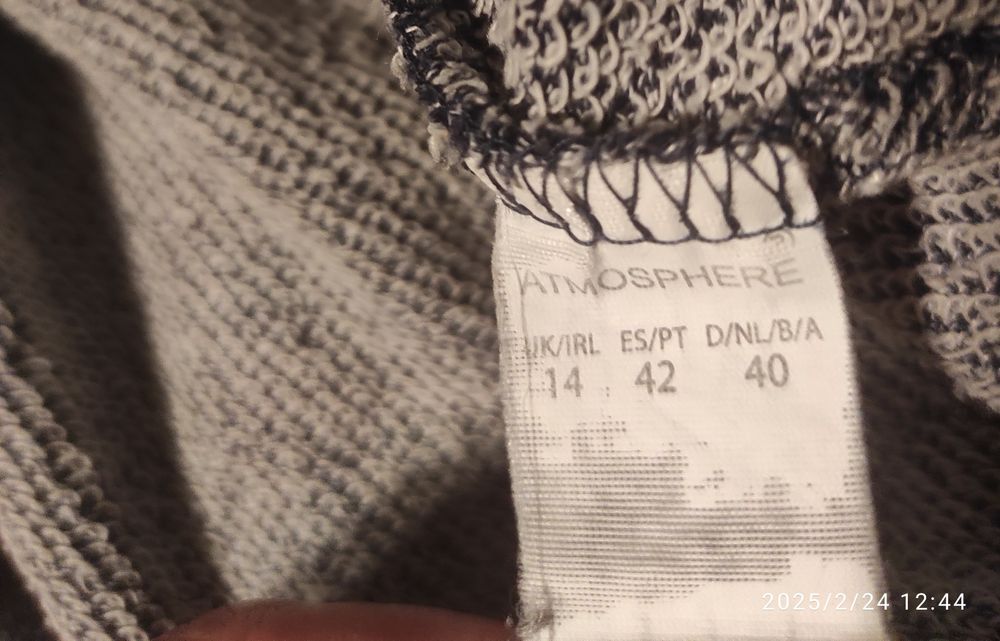 ATMOSPHERE®
UK/IRL ES/PT D/NL/B/A
14 42 40
2025/2/24 12:44